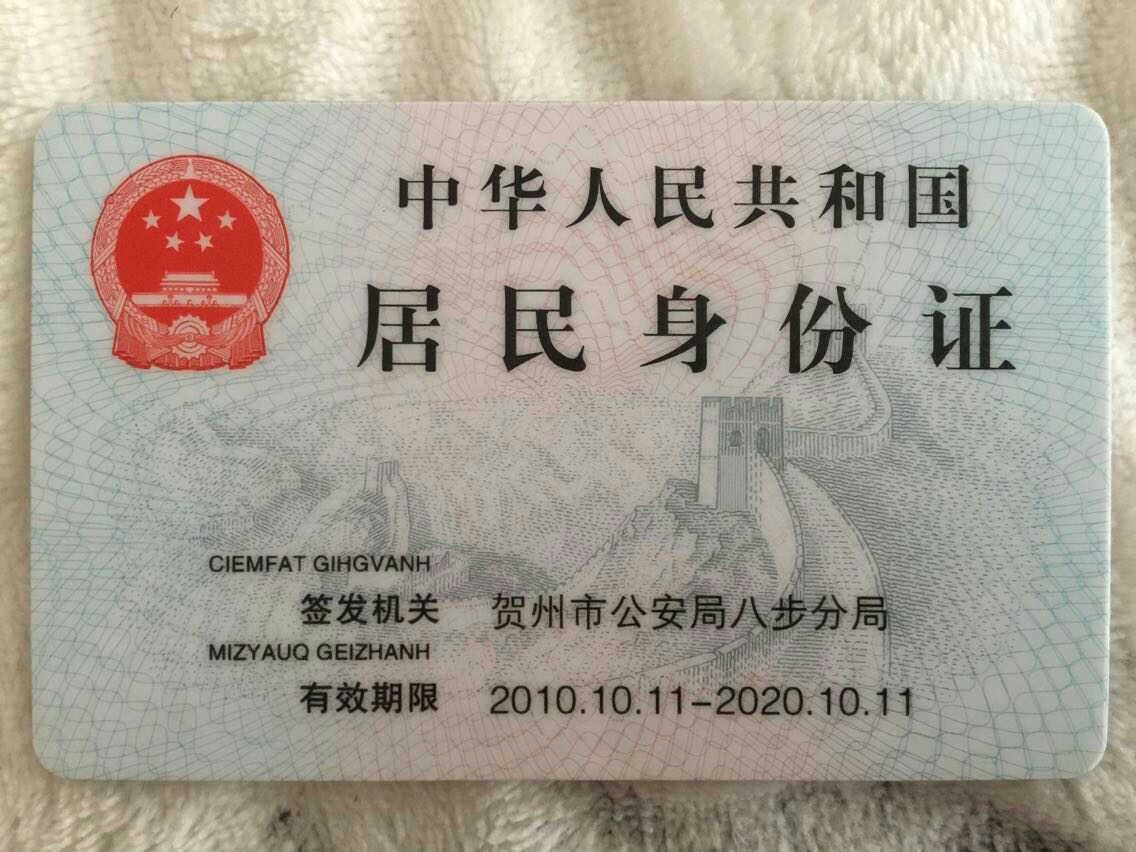 中华人民共和国
居民身份证
CIEMFAT GIHGVANH
签发机关 贺州市公安局八步分局
MIZYAUQ GEIZHANH
有效期限 2010.10.11-2020.10.11